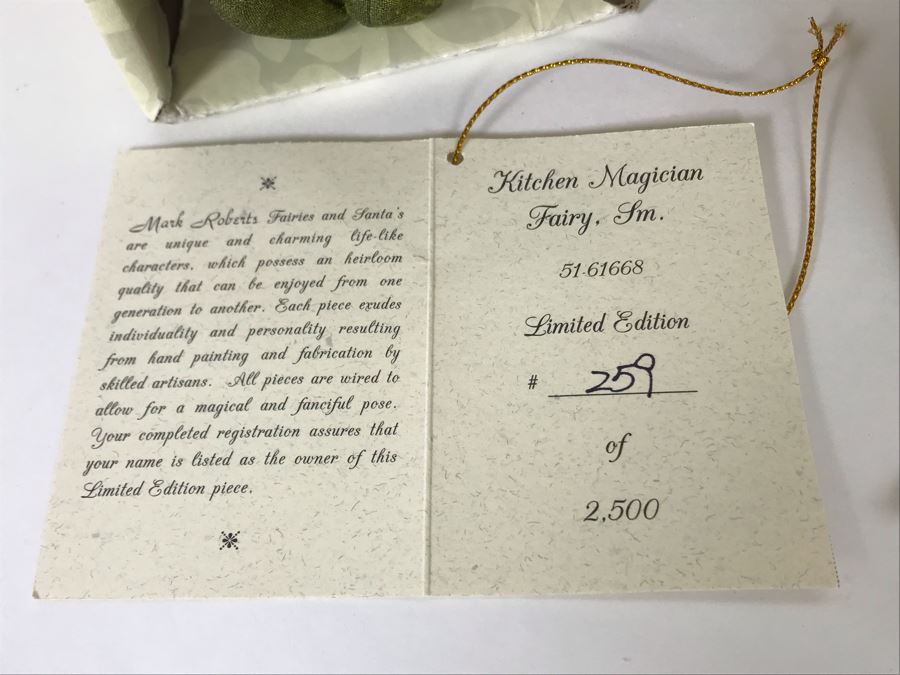 Mark Roberts Fairies and Santa's
are unique and charming life-like
characters, which possess an heirloom
quality that can be enjoyed from one
generation to another. Each piece exudes
individuality and personality resulting
from hand painting and fabrication by
skilled artisans. All pieces are wired to
allow for a magical and fanciful pose.
Your completed registration assures that
your name is listed as the owner of this
Limited Edition piece.
Kitchen Magician
Fairy, Sm.
51-61668
Limited Edition
# 259
of
2,500